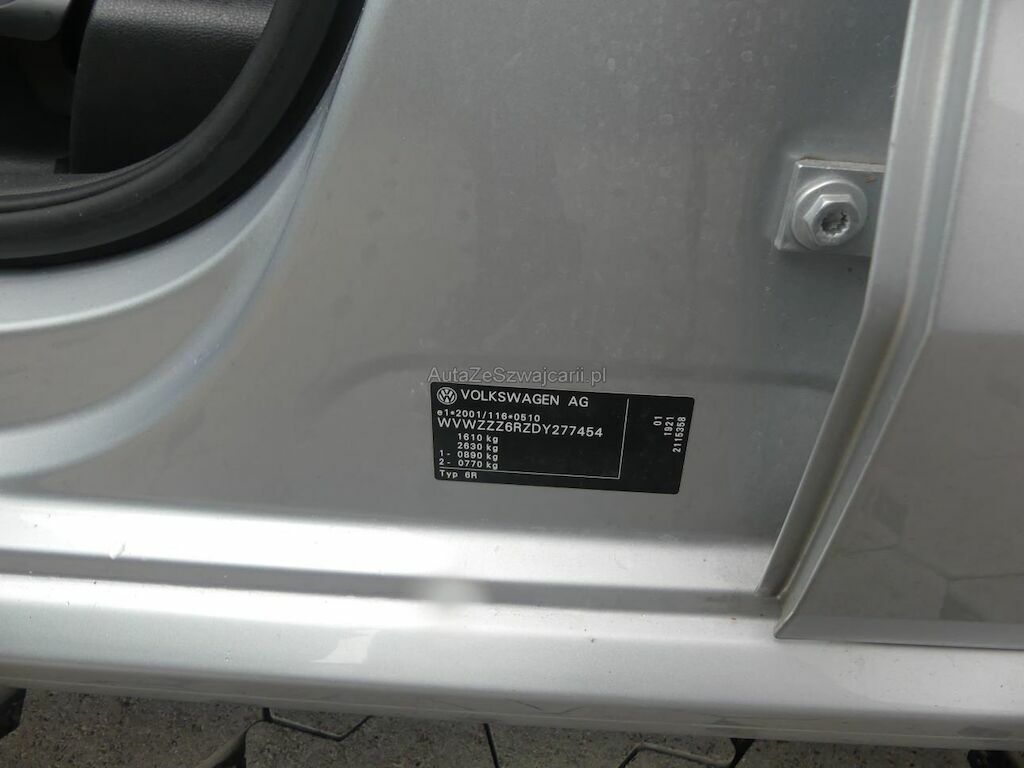 AutaZeSzwajcarii.pl
VOLKSWAGEN AG
e1*2001/116*0510
WVWZZZ6RZDY277454
1610 kg
2630 kg
1 - 0890 kg
2 - 0770 kg
Typ 6R
01
1921
2115358